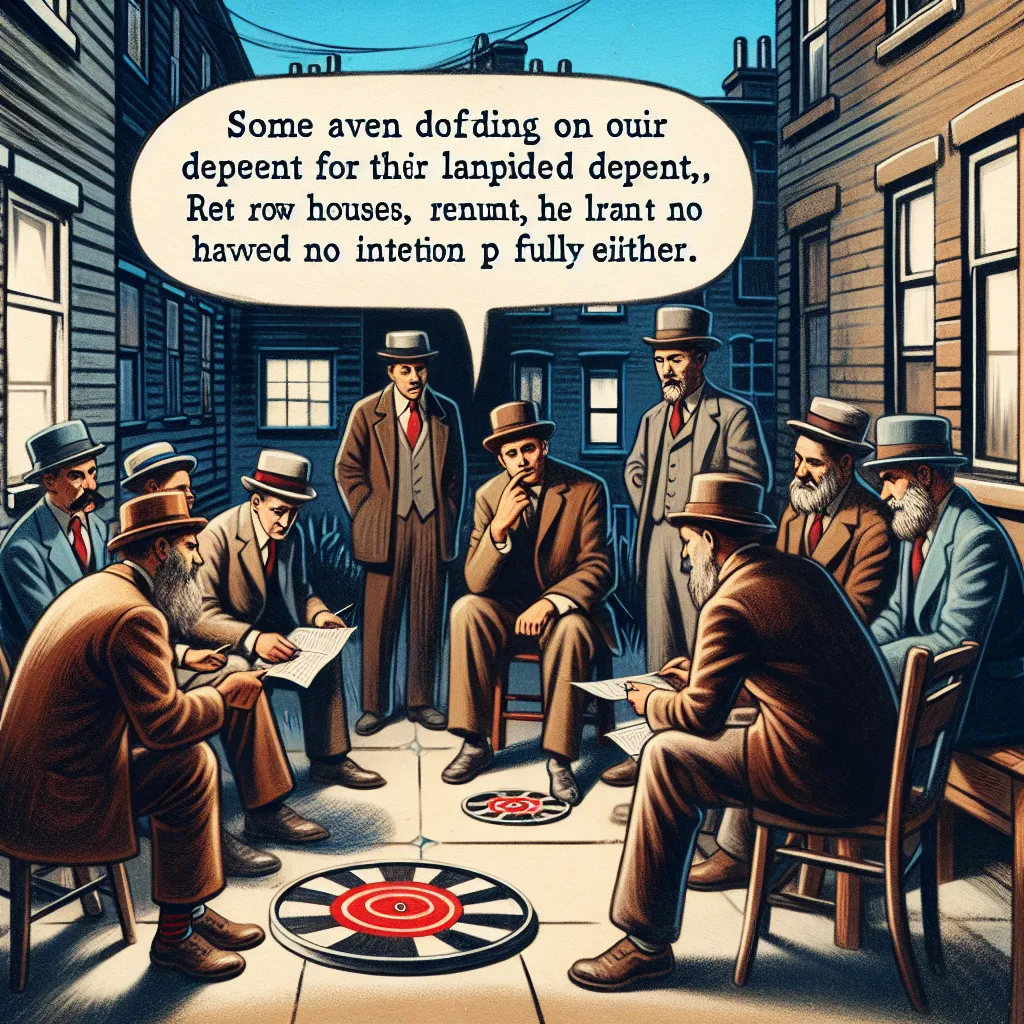 Some aven dofding on ouir
depeent for thėir lanpided depent,,
Ret row houses, renunt, he lrant no
hawed no intetion p fully eiither.